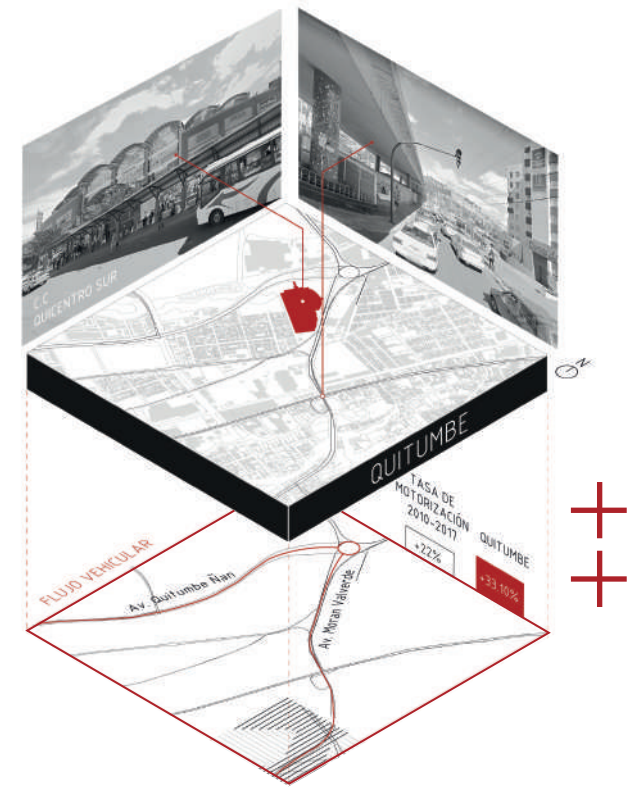 C.C
QUICENTRO SUR
N
QUITUMBE
TASA DE
MOTORIZACIÓN
2010-2017
+22%
QUITUMBE
+33.10%
FLUJO VEHICULAR
Av. Quitumbe Ñan
Av. Moran Valverde